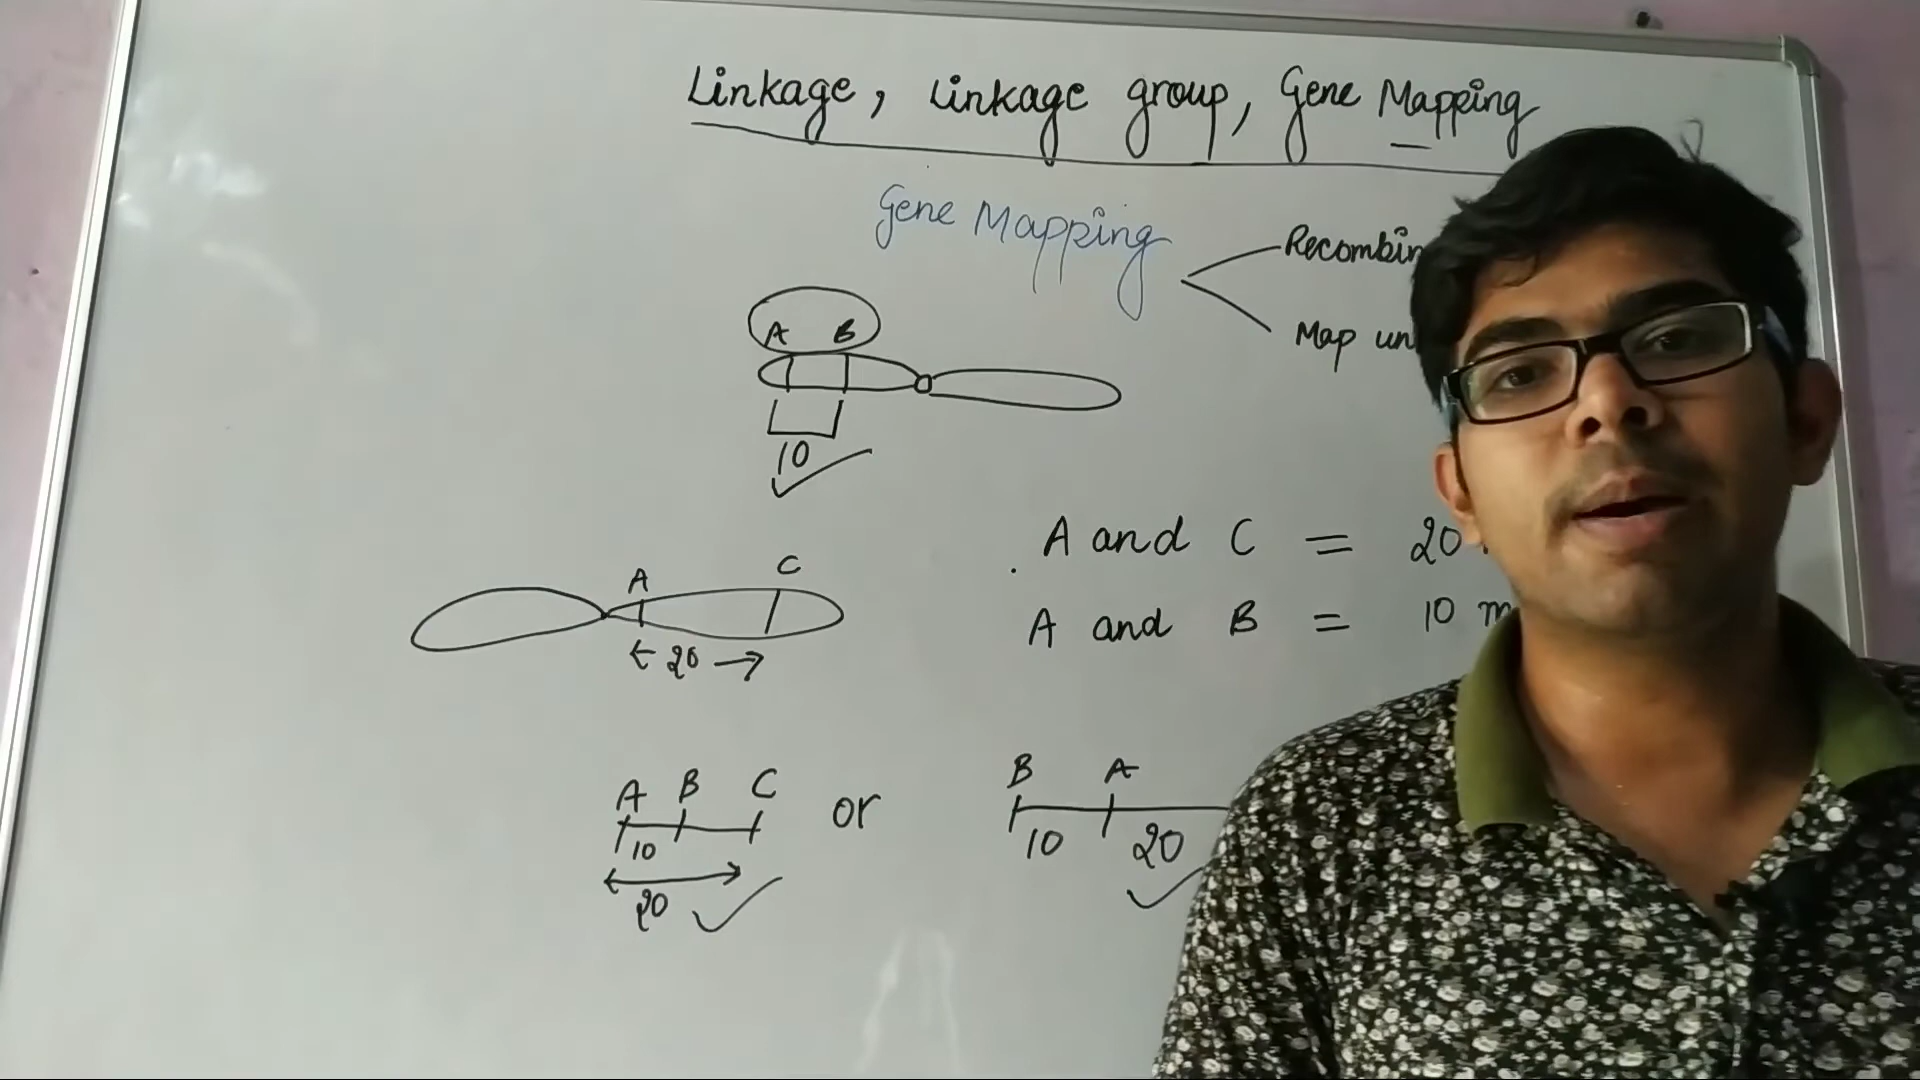 Linkage, Linkage group, Gene Mapping
Gene Mapping
Recombin
Map un
A B
10
A and C = 20
A C
20
A and B = 10 m
A B C or B A
10 10 20
20